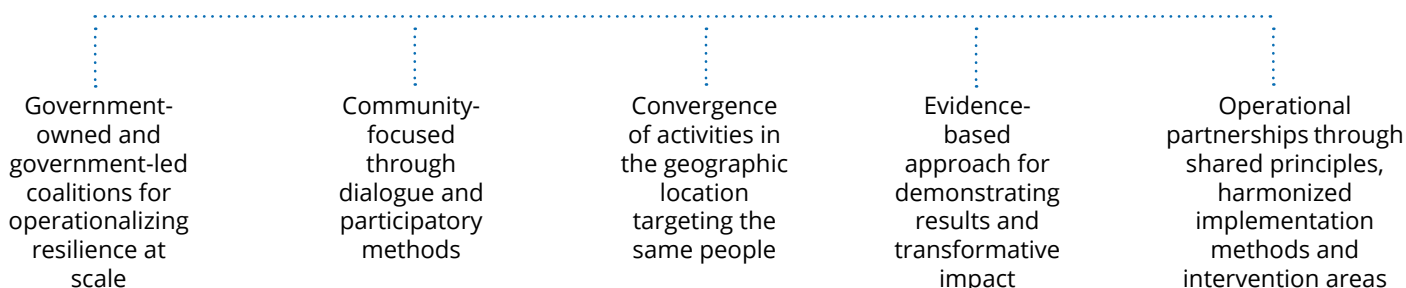 Government-
owned and
government-led
coalitions for
operationalizing
resilience at
scale
Community-
focused
through
dialogue and
participatory
methods
Convergence
of activities in
the geographic
location
targeting the
same people
Evidence-
based
approach for
demonstrating
results and
transformative
impact
Operational
partnerships through
shared principles,
harmonized
implementation
methods and
intervention areas